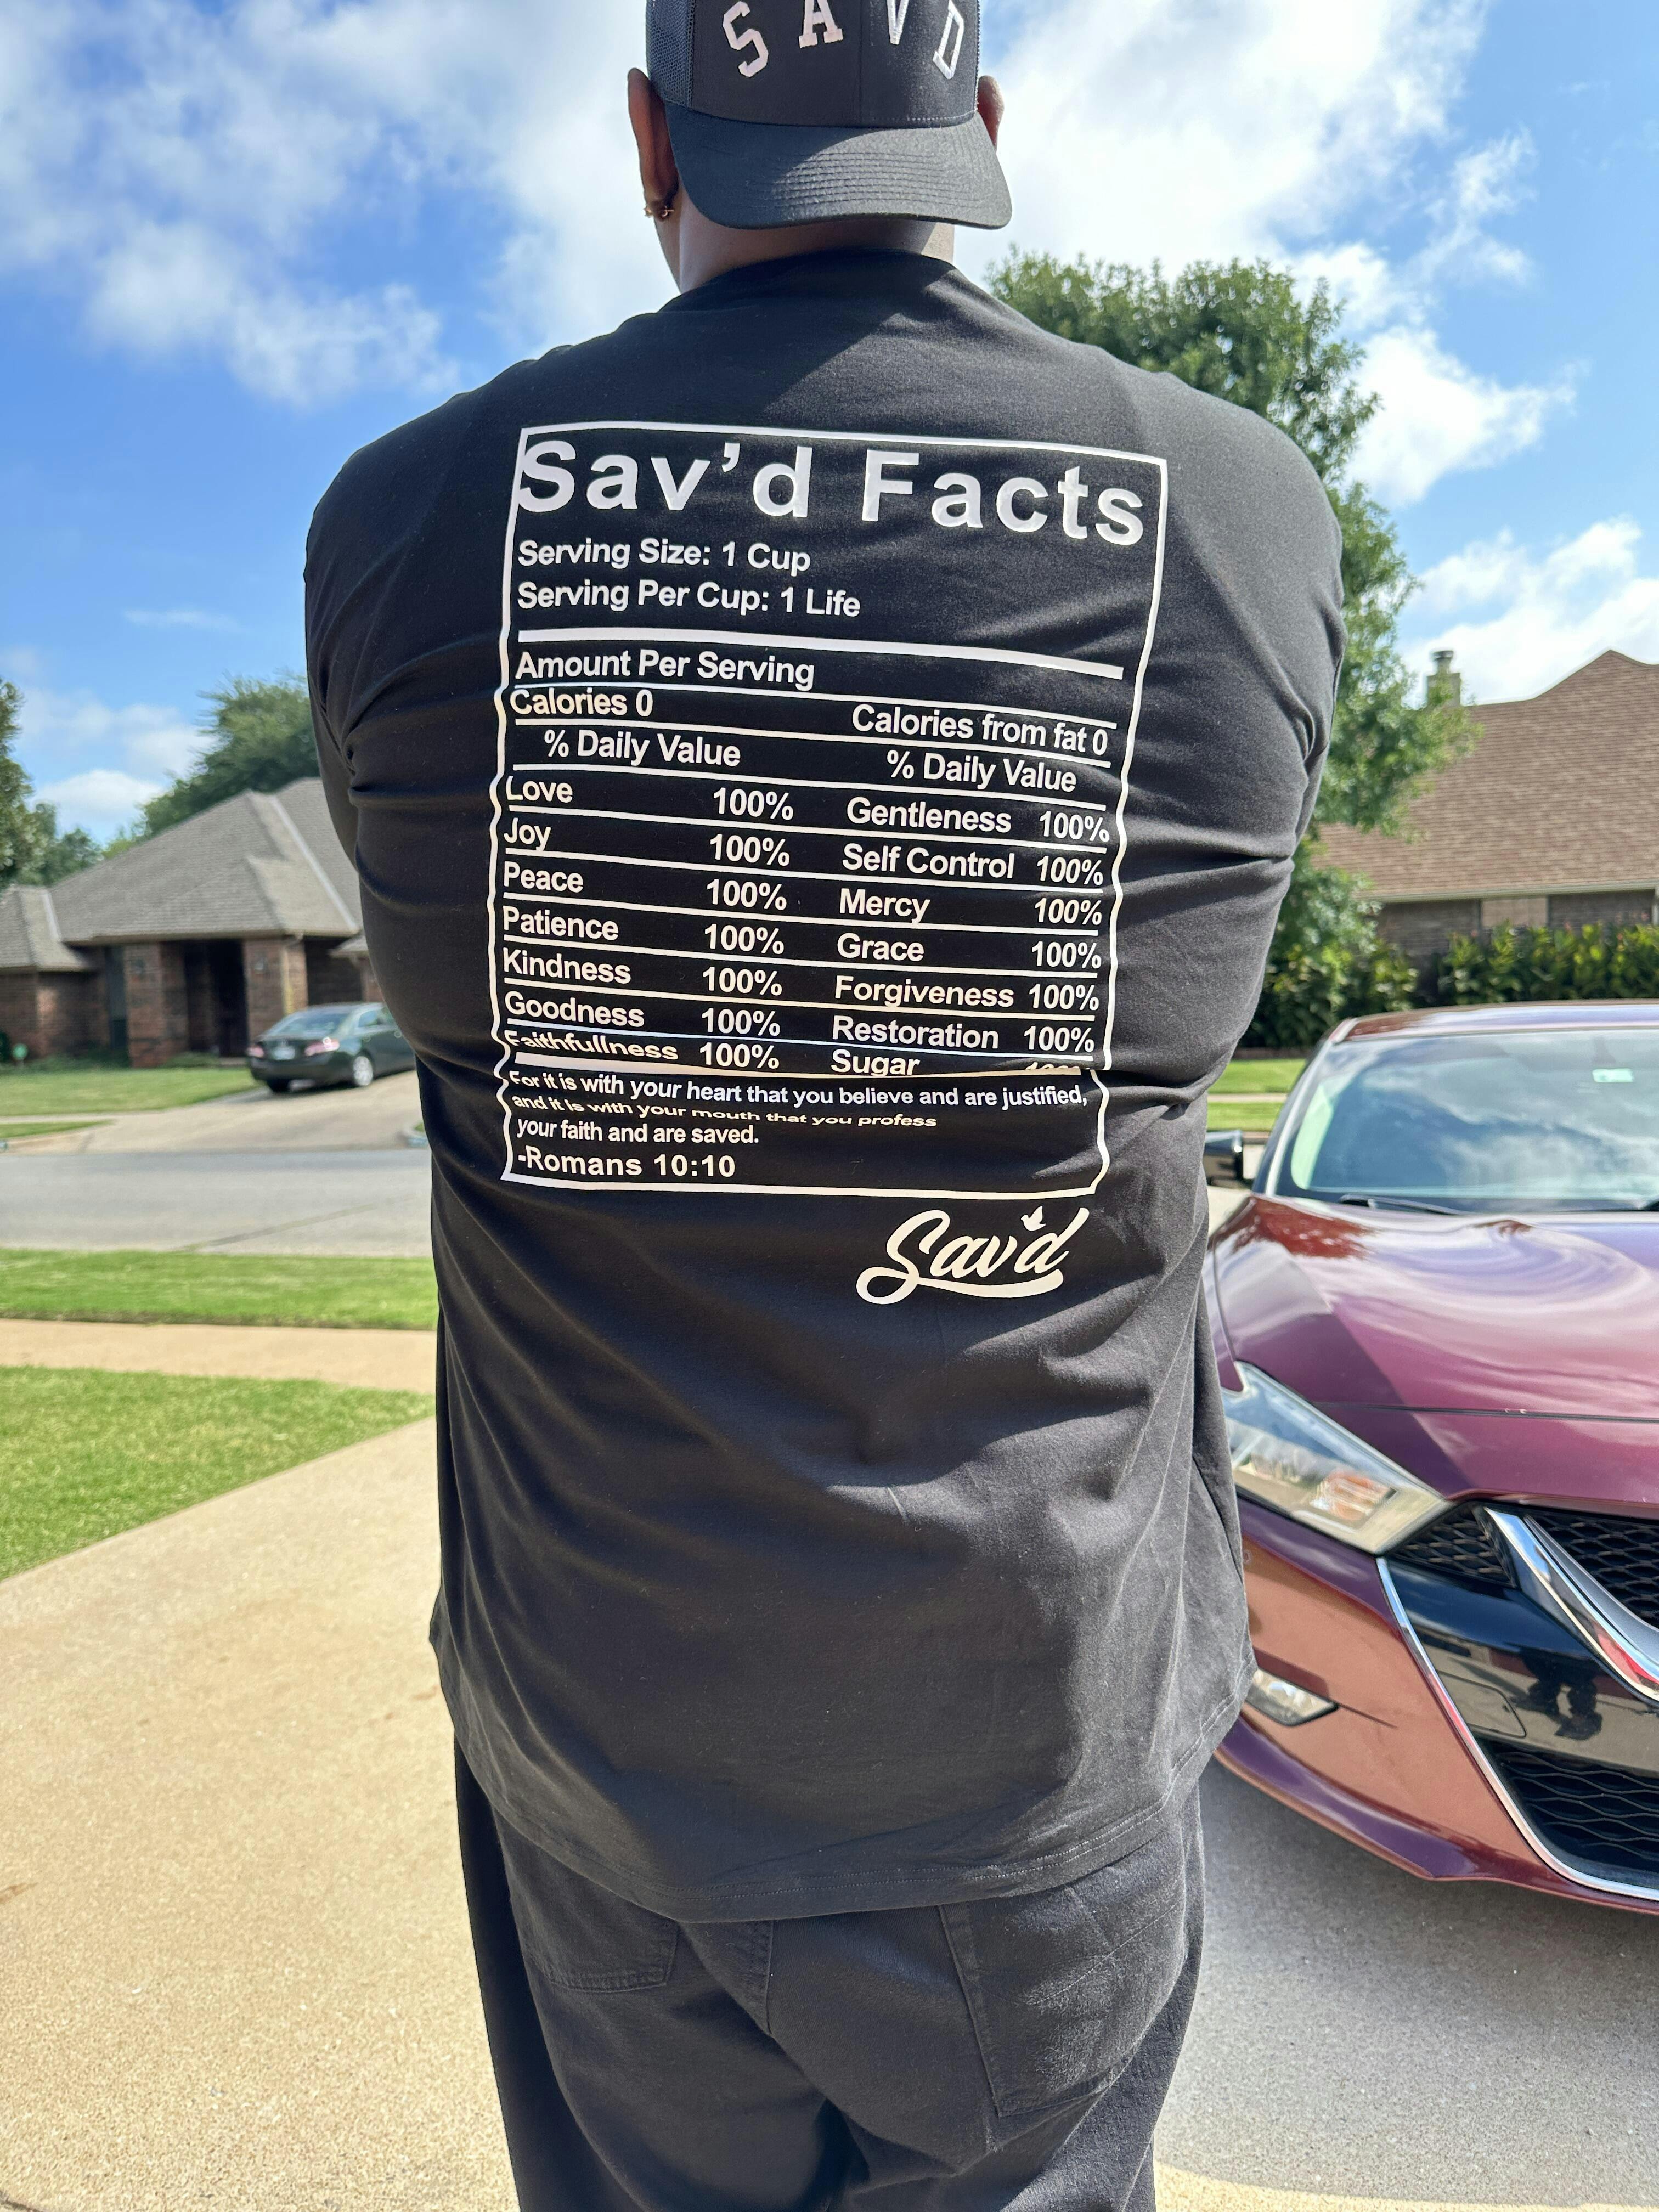 SAVD
Sav’d Facts
Serving Size: 1 Cup
Serving Per Cup: 1 Life
Amount Per Serving
Calories 0 Calories from fat 0
% Daily Value % Daily Value
Love 100% Gentleness 100%
Joy 100% Self Control 100%
Peace 100% Mercy 100%
Patience 100% Grace 100%
Kindness 100% Forgiveness 100%
Goodness 100% Restoration 100%
Faithfullness 100% Sugar
For it is with your heart that you believe and are justified,
and it is with your mouth that you profess
your faith and are saved.
-Romans 10:10
Sav'd